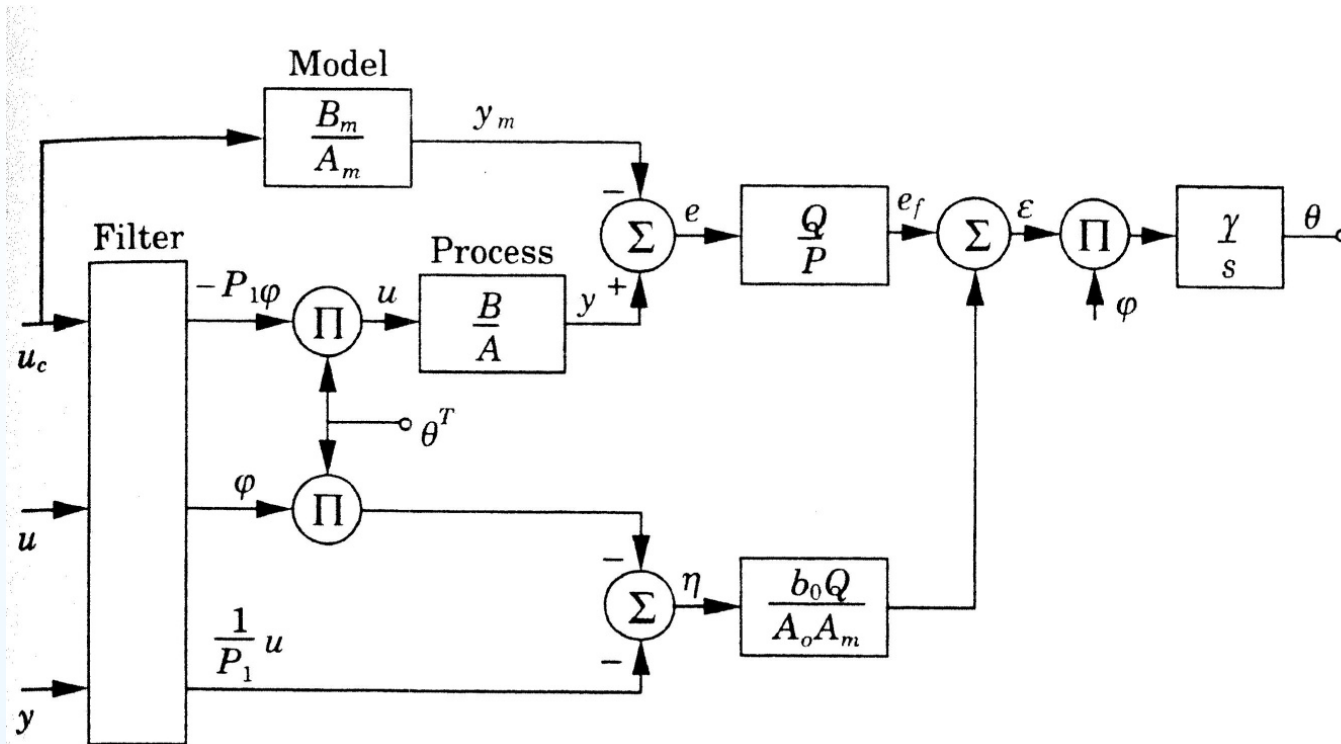 Model
B_m
A_m
y_m
−
Filter
Process
Σ
e
Q
P
e_f
Σ
ε
Π
γ
s
θ
−P_1φ
Π
u
B
A
y
+
φ
u_c
θ^T
φ
Π
u
−
Σ
η
b_0Q
A_oA_m
1
P_1
u
−
y